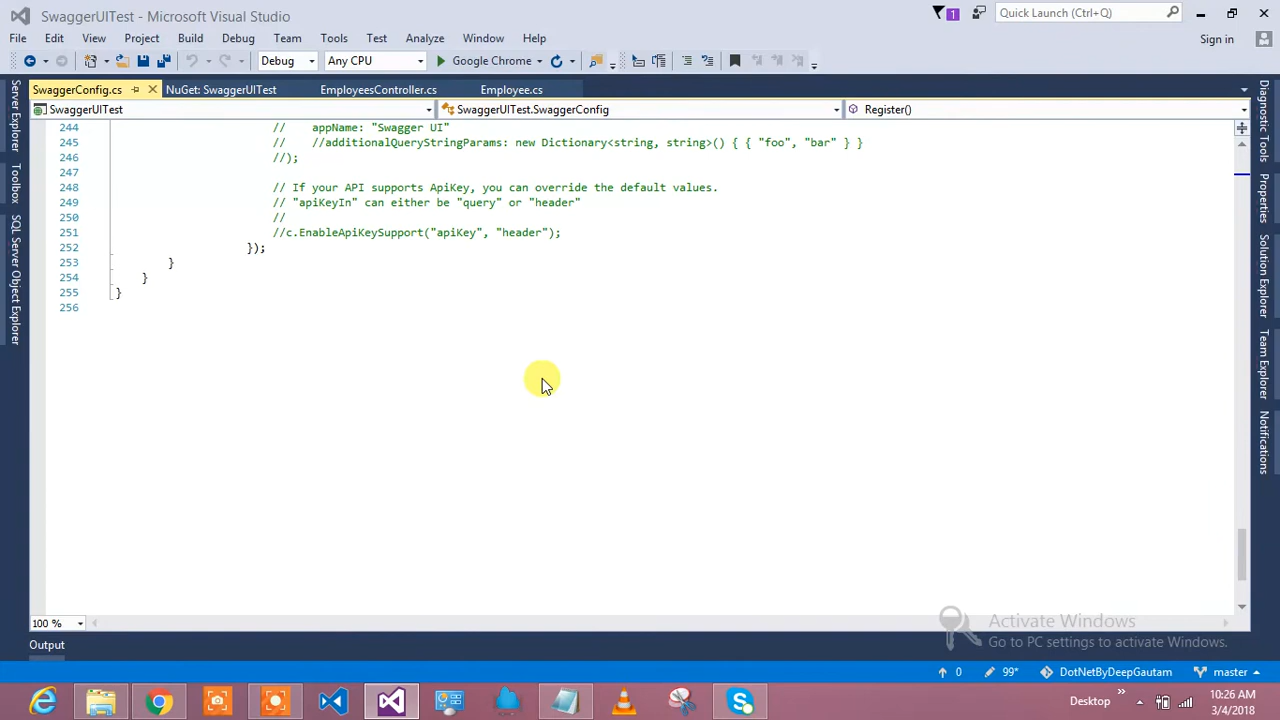 SwaggerUITest - Microsoft Visual Studio
1
Quick Launch (Ctrl+Q)
File Edit View Project Build Debug Team Tools Test Analyze Window Help
Sign in
Debug Any CPU Google Chrome
SwaggerConfig.cs NuGet: SwaggerUITest EmployeesController.cs Employee.cs
SwaggerUITest SwaggerUITest.SwaggerConfig Register()
244 // appName: "Swagger UI"
245 // //additionalQueryStringParams: new Dictionary<string, string>() { { "foo", "bar" } }
246 //);
247
248 // If your API supports ApiKey, you can override the default values.
249 // "apiKeyIn" can either be "query" or "header"
250 //
251 //c.EnableApiKeySupport("apiKey", "header");
252 });
253 }
254 }
255 }
256
Server Explorer
Toolbox
SQL Server Object Explorer
Diagnostic Tools
Properties
Solution Explorer
Team Explorer
Notifications
100 %
Activate Windows
Go to PC settings to activate Windows.
Output
0 99* DotNetByDeepGautam master
Desktop
10:26 AM
3/4/2018